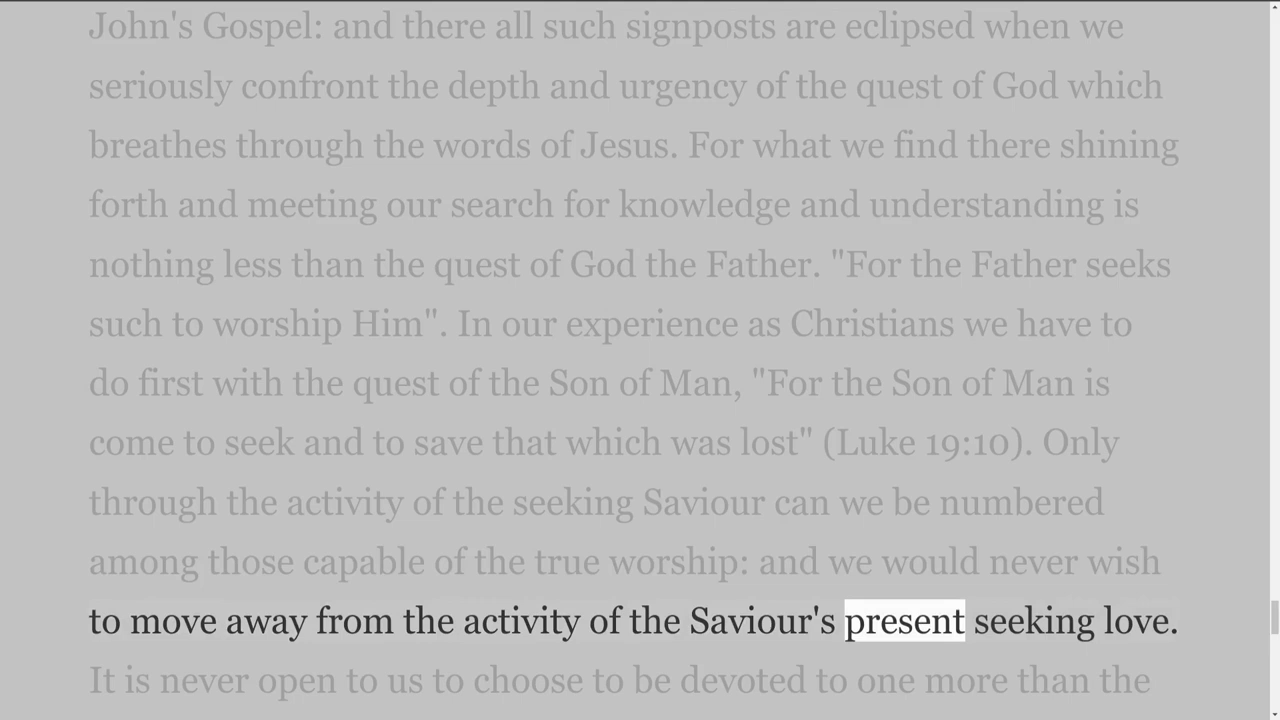 John's Gospel: and there all such signposts are eclipsed when we
seriously confront the depth and urgency of the quest of God which
breathes through the words of Jesus. For what we find there shining
forth and meeting our search for knowledge and understanding is
nothing less than the quest of God the Father. "For the Father seeks
such to worship Him". In our experience as Christians we have to
do first with the quest of the Son of Man, "For the Son of Man is
come to seek and to save that which was lost" (Luke 19:10). Only
through the activity of the seeking Saviour can we be numbered
among those capable of the true worship: and we would never wish
to move away from the activity of the Saviour's present seeking love.
It is never open to us to choose to be devoted to one more than the